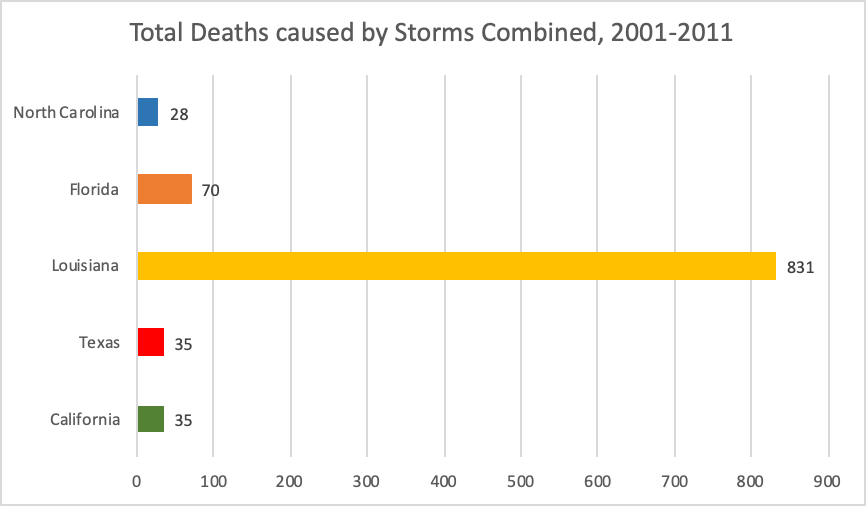 Total Deaths caused by Storms Combined, 2001-2011
North Carolina 28
Florida 70
Louisiana 831
Texas 35
California 35
0 100 200 300 400 500 600 700 800 900